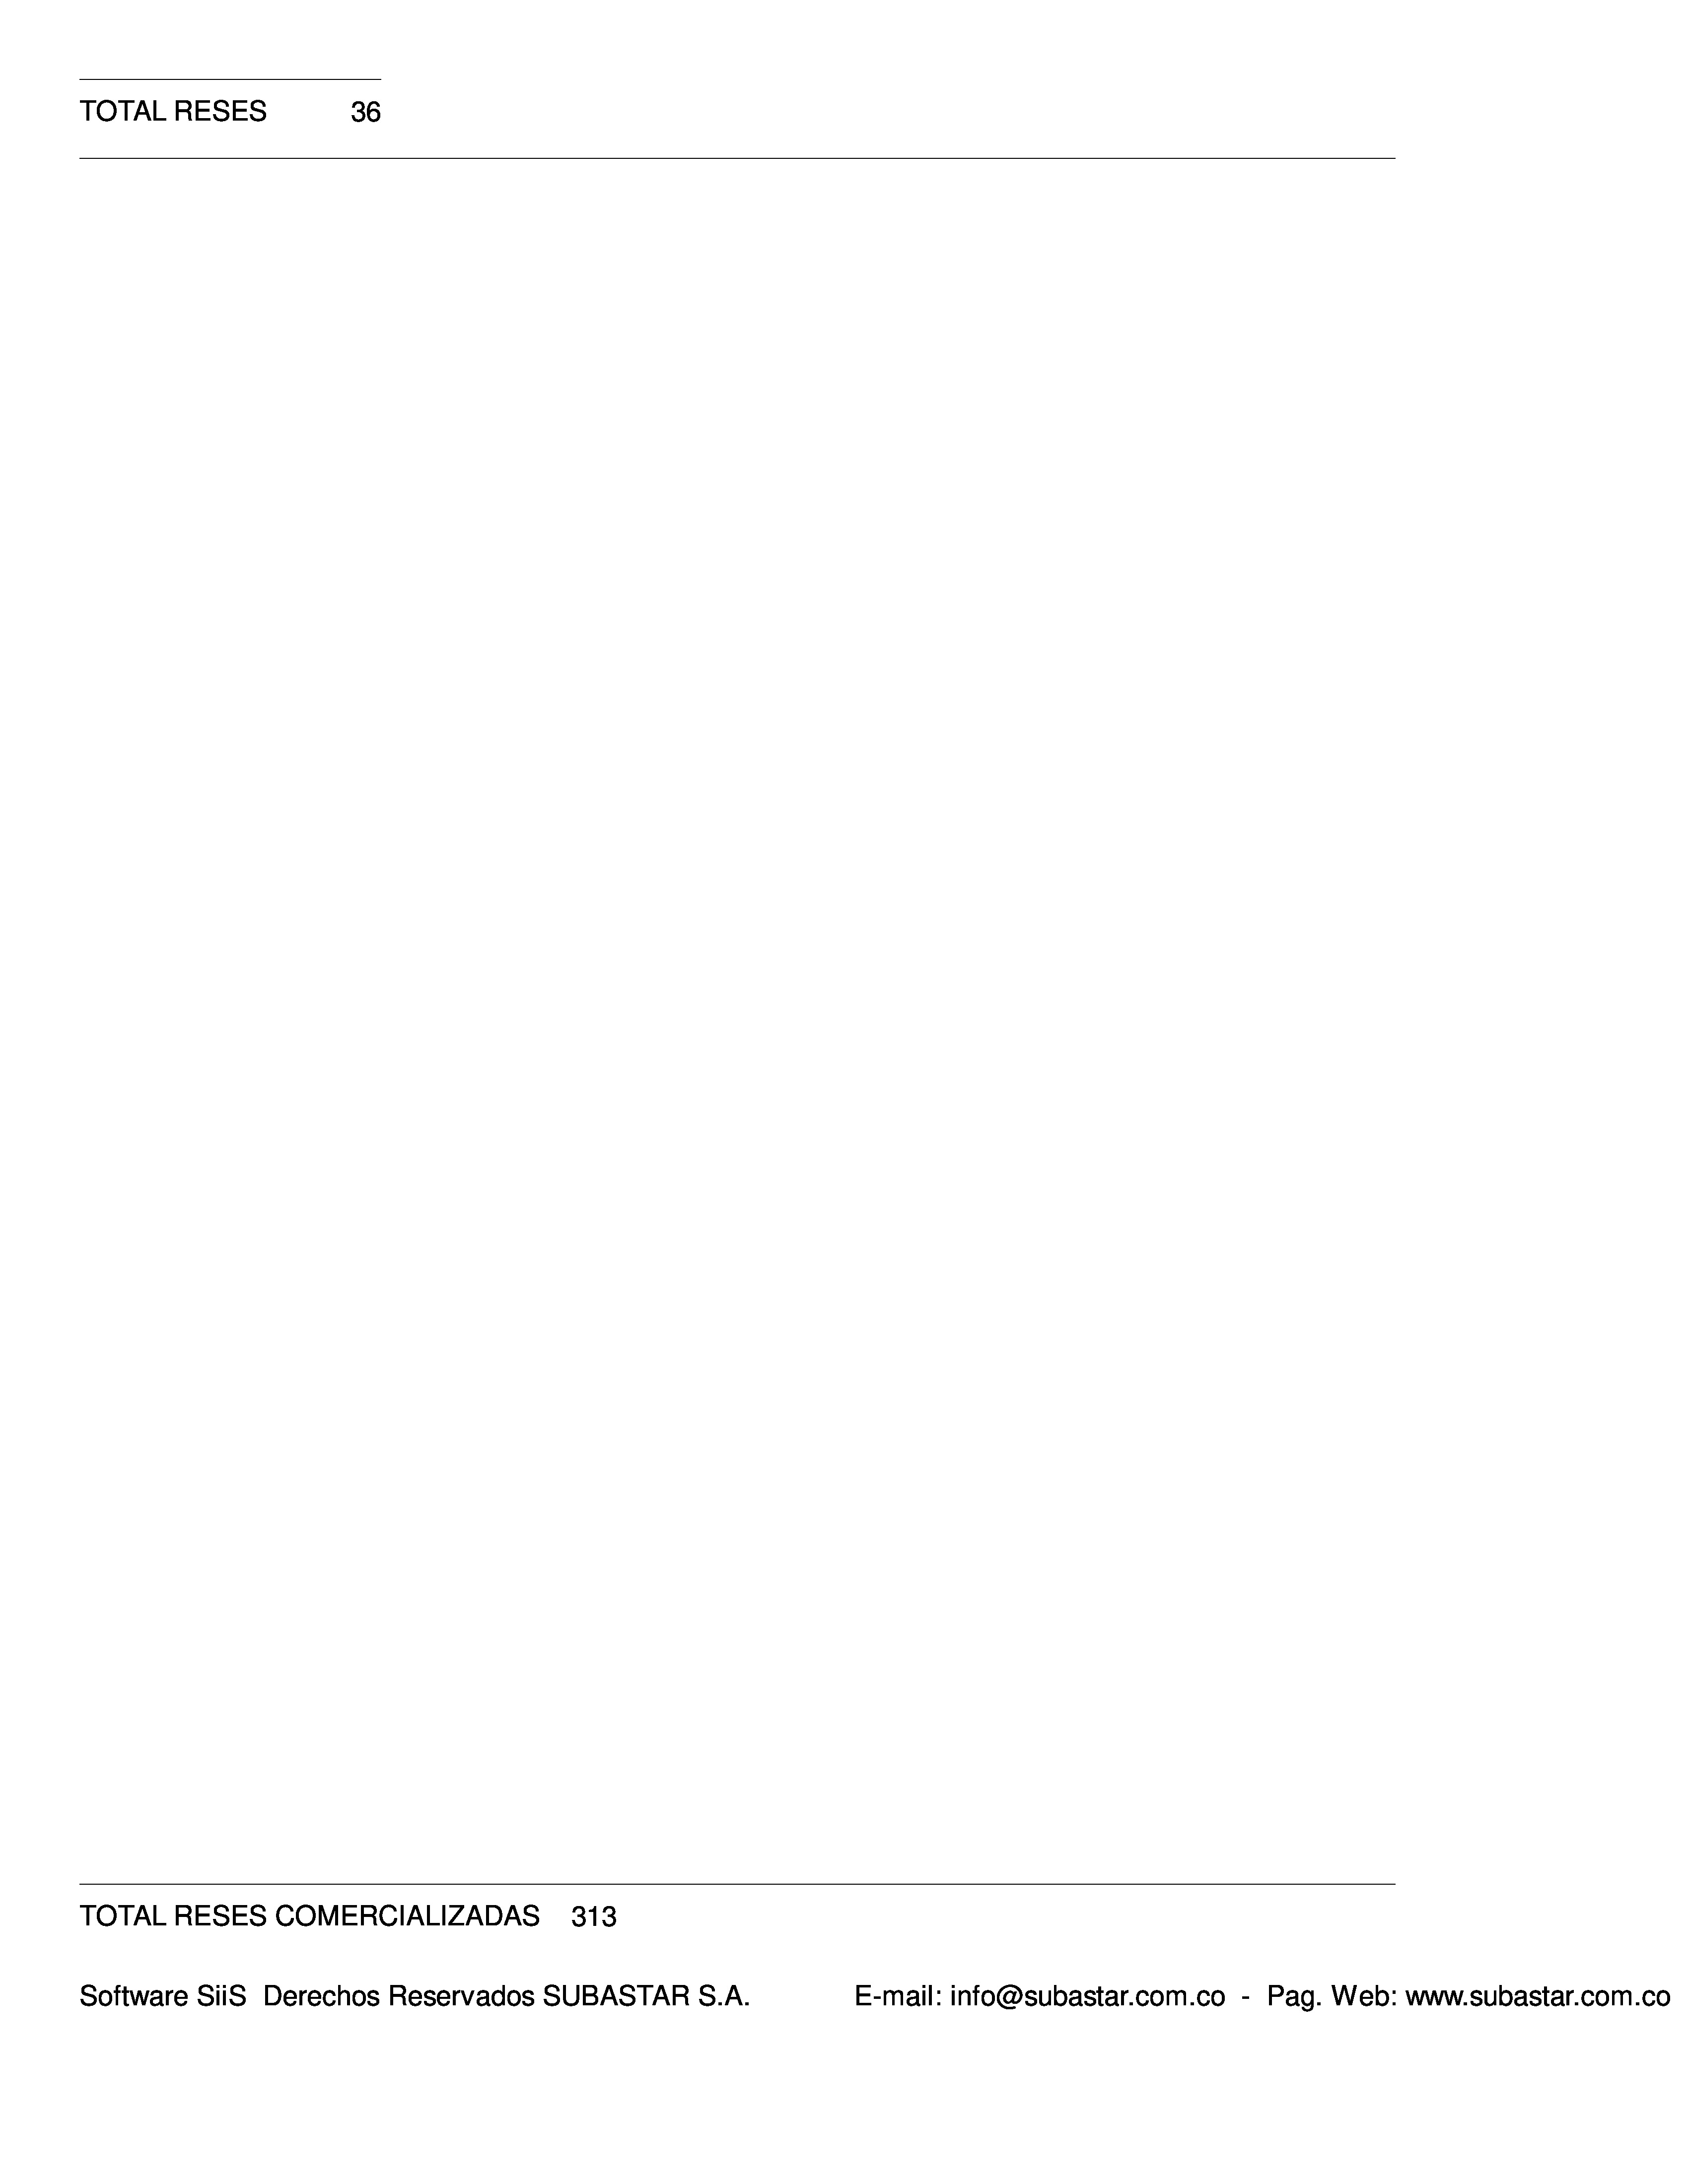 TOTAL RESES 36
TOTAL RESES COMERCIALIZADAS 313
Software SiiS Derechos Reservados SUBASTAR S.A. E-mail: info@subastar.com.co - Pag. Web: www.subastar.com.co